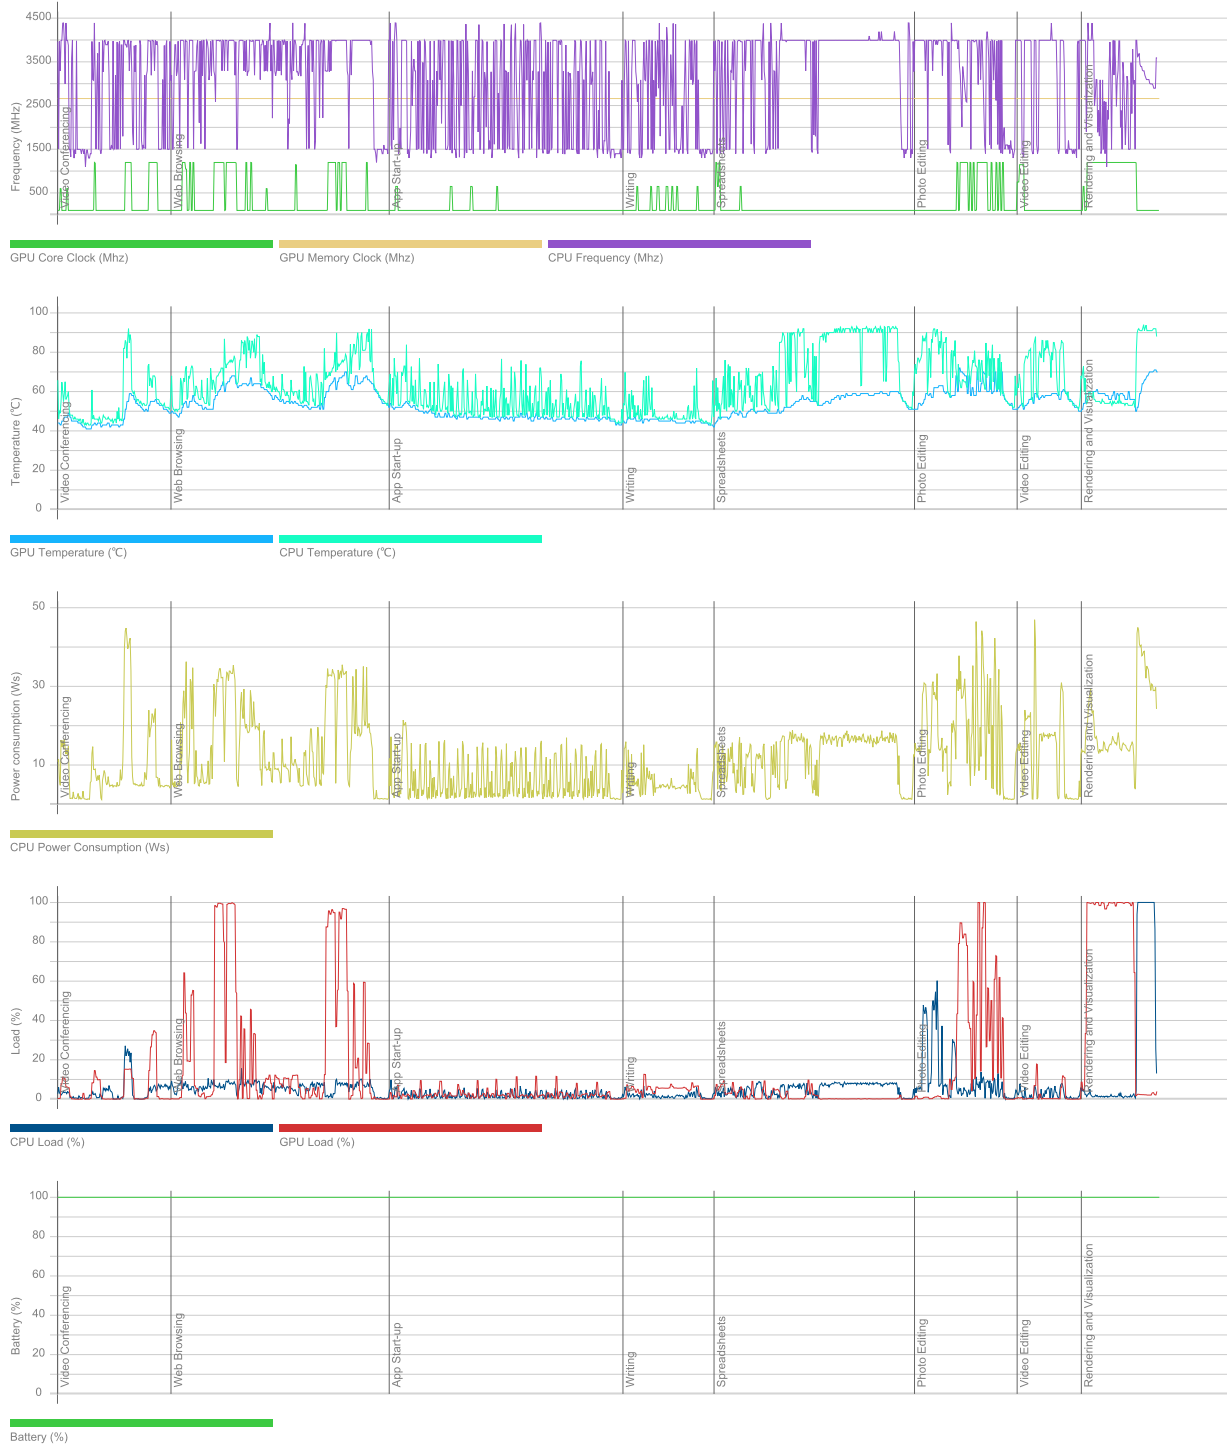 Frequency (MHz)
4500
3500
2500
1500
500
Video Conferencing
Web Browsing
App Start-up
Writing
Spreadsheets
Photo Editing
Video Editing
Rendering and Visualization
GPU Core Clock (Mhz)
GPU Memory Clock (Mhz)
CPU Frequency (Mhz)
Temperature (℃)
100
80
60
40
20
0
Video Conferencing
Web Browsing
App Start-up
Writing
Spreadsheets
Photo Editing
Video Editing
Rendering and Visualization
GPU Temperature (℃)
CPU Temperature (℃)
Power consumption (Ws)
50
30
10
Video Conferencing
Web Browsing
App Start-up
Writing
Spreadsheets
Photo Editing
Video Editing
Rendering and Visualization
CPU Power Consumption (Ws)
Load (%)
100
80
60
40
20
0
Video Conferencing
Web Browsing
App Start-up
Writing
Spreadsheets
Photo Editing
Video Editing
Rendering and Visualization
CPU Load (%)
GPU Load (%)
Battery (%)
100
80
60
40
20
0
Video Conferencing
Web Browsing
App Start-up
Writing
Spreadsheets
Photo Editing
Video Editing
Rendering and Visualization
Battery (%)